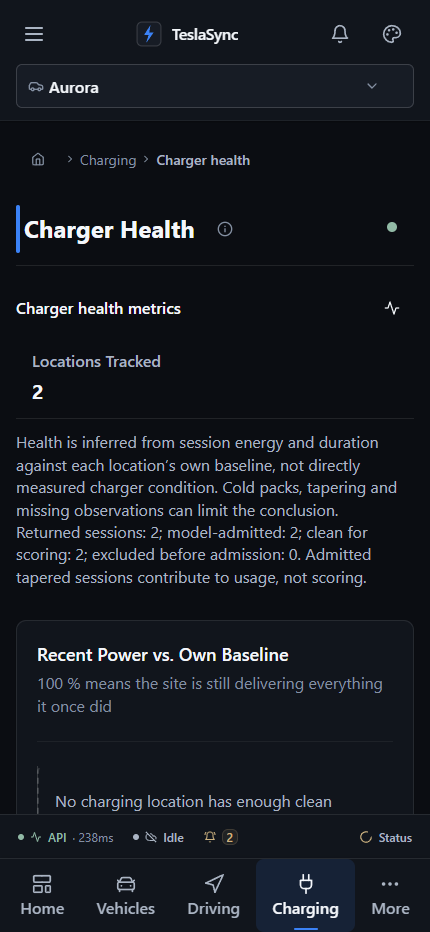 TeslaSync
Aurora
Charging
Charger health
Charger Health
Charger health metrics
Locations Tracked
2
Health is inferred from session energy and duration
against each location's own baseline, not directly
measured charger condition. Cold packs, tapering and
missing observations can limit the conclusion.
Returned sessions: 2; model-admitted: 2; clean for
scoring: 2; excluded before admission: 0. Admitted
tapered sessions contribute to usage, not scoring.
Recent Power vs. Own Baseline
100 % means the site is still delivering everything
it once did
No charging location has enough clean
API · 238ms
Idle
2
Status
Home
Vehicles
Driving
Charging
More